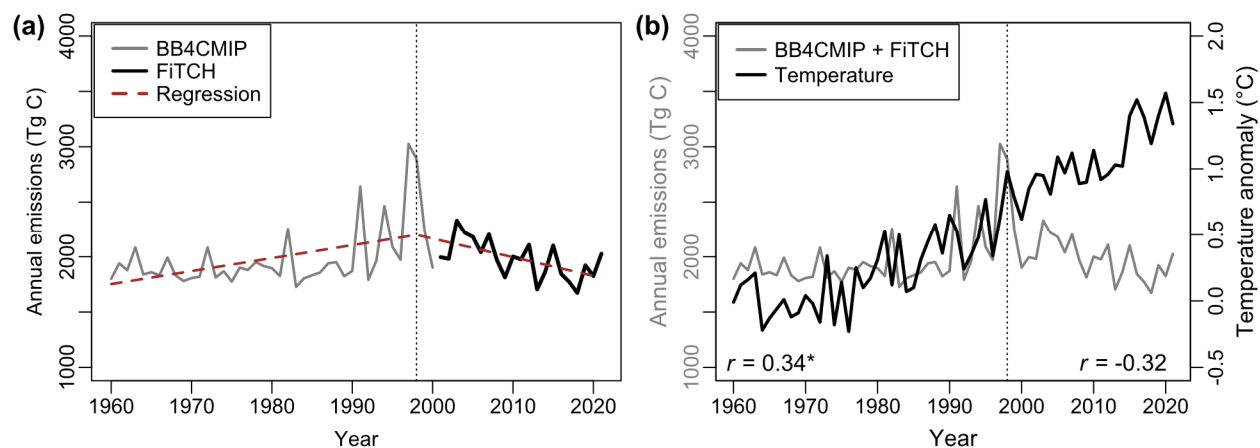 (a)
BB4CMIP
FiTCH
Regression
Annual emissions (Tg C)
4000
3000
2000
1000
1960 1970 1980 1990 2000 2010 2020
Year
(b)
BB4CMIP + FiTCH
Temperature
Annual emissions (Tg C)
4000
3000
2000
1000
r = 0.34*
r = -0.32
1960 1970 1980 1990 2000 2010 2020
Year
2.0
1.5
1.0
0.5
0.0
-0.5
Temperature anomaly (°C)